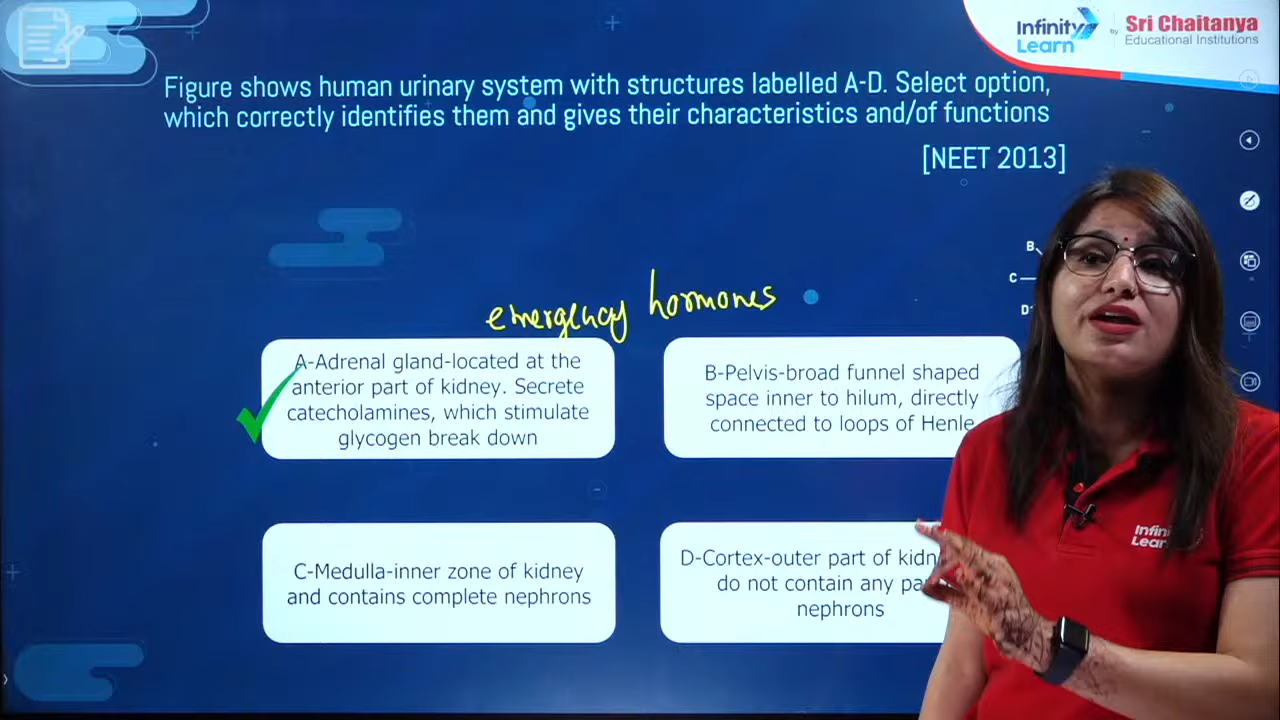 Infinity Learn by Sri Chaitanya
Educational Institutions
Figure shows human urinary system with structures labelled A-D. Select option,
which correctly identifies them and gives their characteristics and/of functions
[NEET 2013]
B
C
D
emergency hormones
A-Adrenal gland-located at the
anterior part of kidney. Secrete
catecholamines, which stimulate
glycogen break down
B-Pelvis-broad funnel shaped
space inner to hilum, directly
connected to loops of Henle
C-Medulla-inner zone of kidney
and contains complete nephrons
D-Cortex-outer part of
do not contain any
nephrons
Infini
Lear